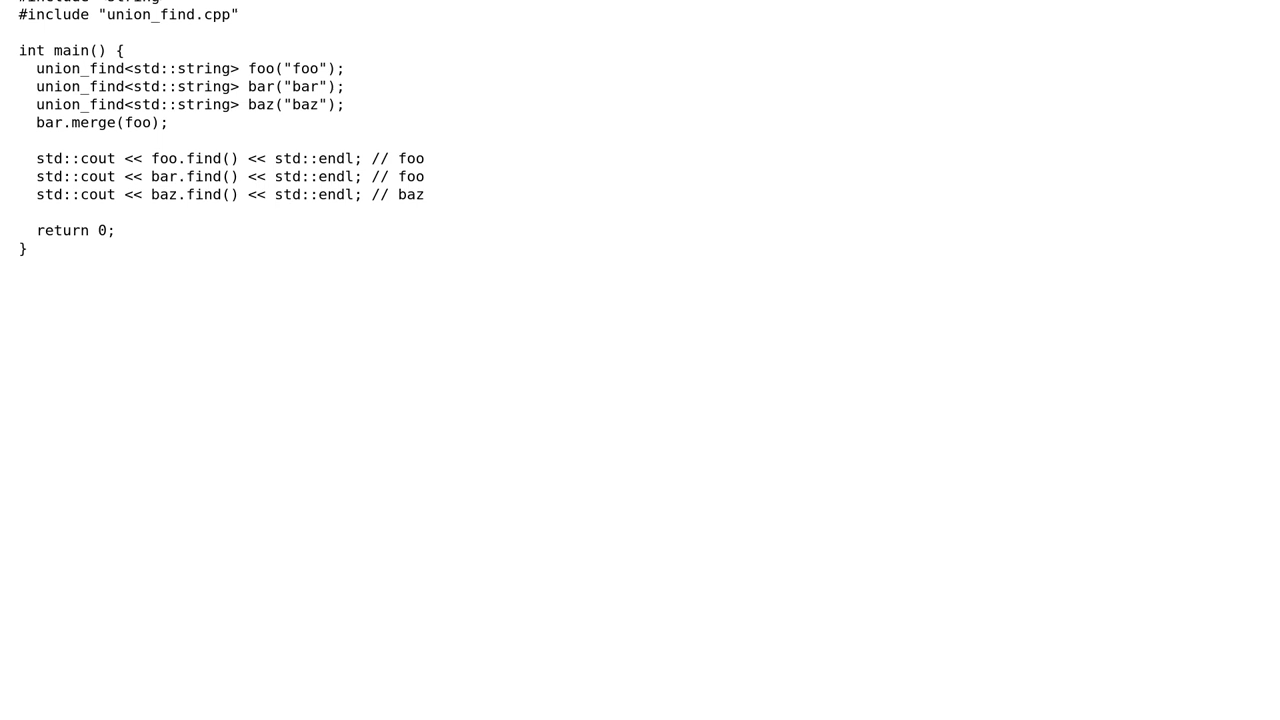 #include "union_find.cpp"
int main() {
union_find<std::string> foo("foo");
union_find<std::string> bar("bar");
union_find<std::string> baz("baz");
bar.merge(foo);
std::cout << foo.find() << std::endl; // foo
std::cout << bar.find() << std::endl; // foo
std::cout << baz.find() << std::endl; // baz
return 0;
}